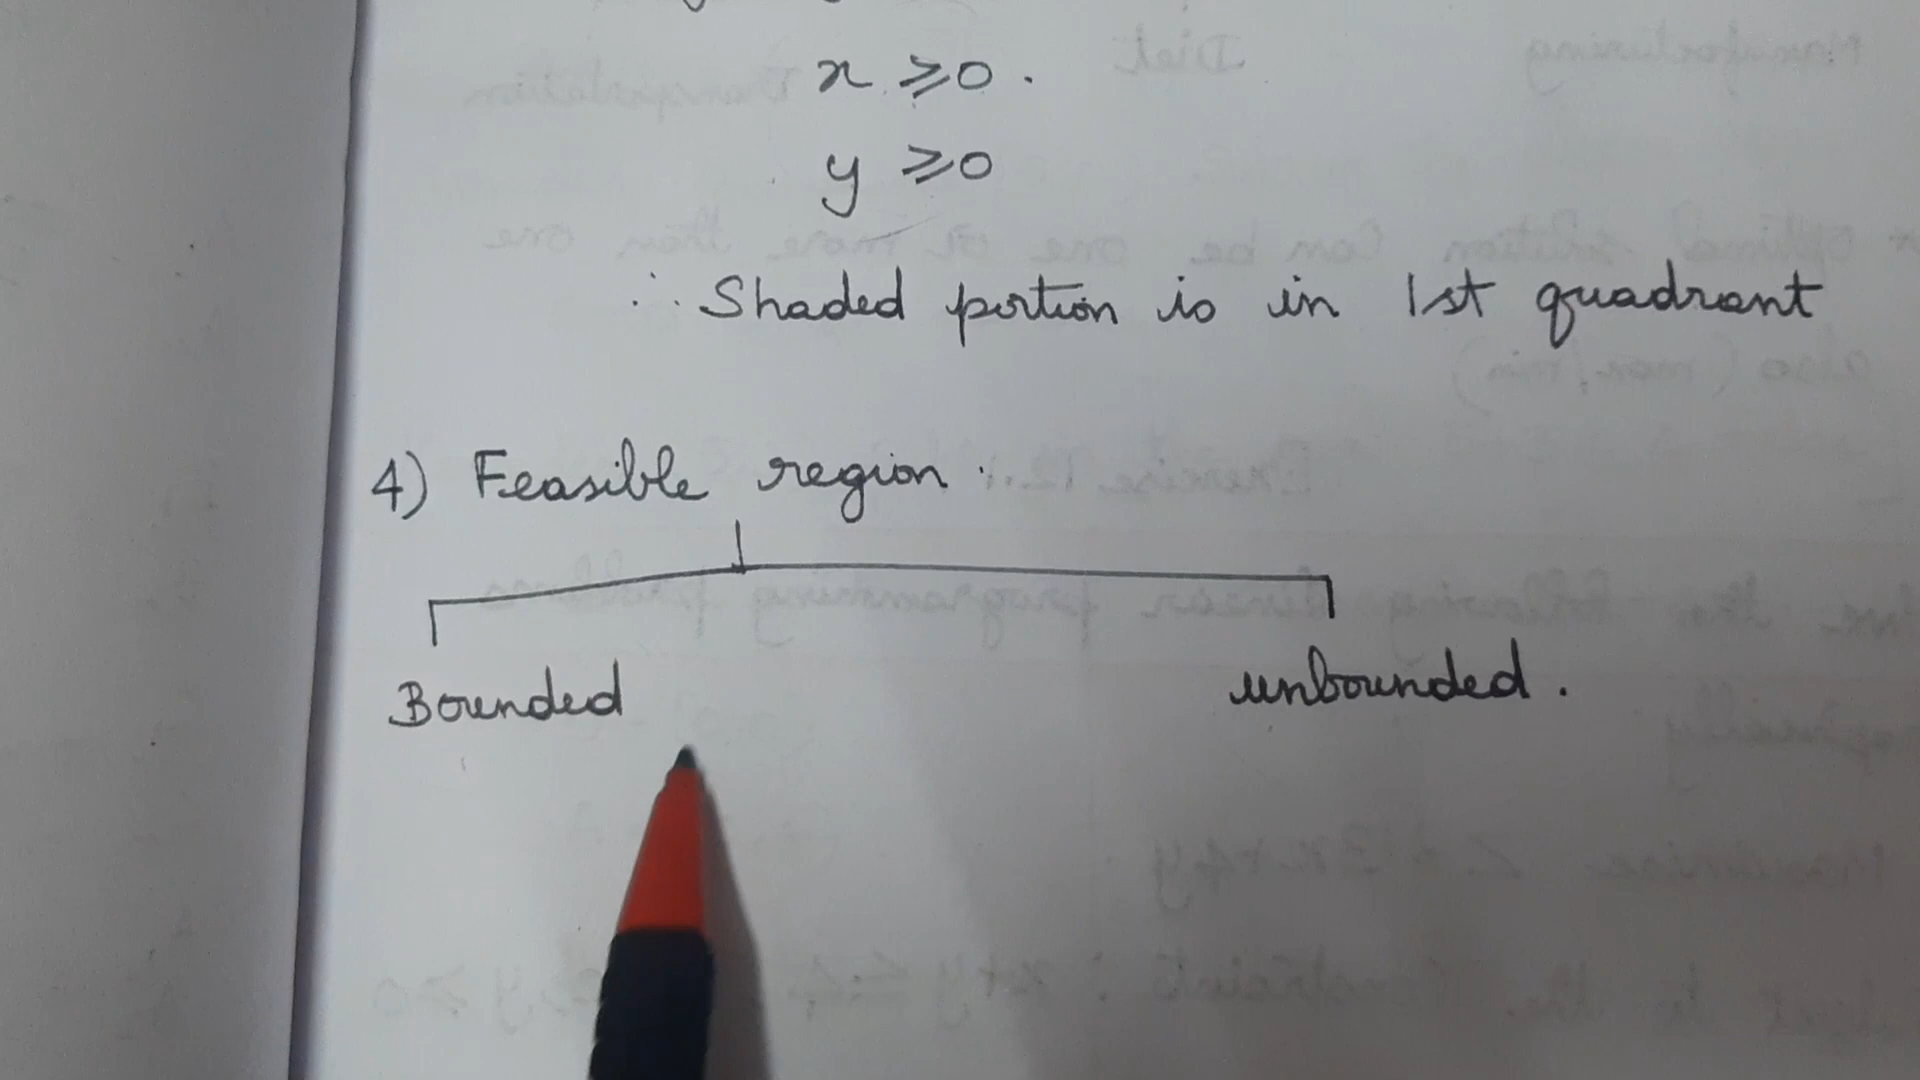 x ⩾ 0 .
y ⩾ 0
∴ Shaded portion is in 1st quadrant
4) Feasible region :
Bounded
unbounded .